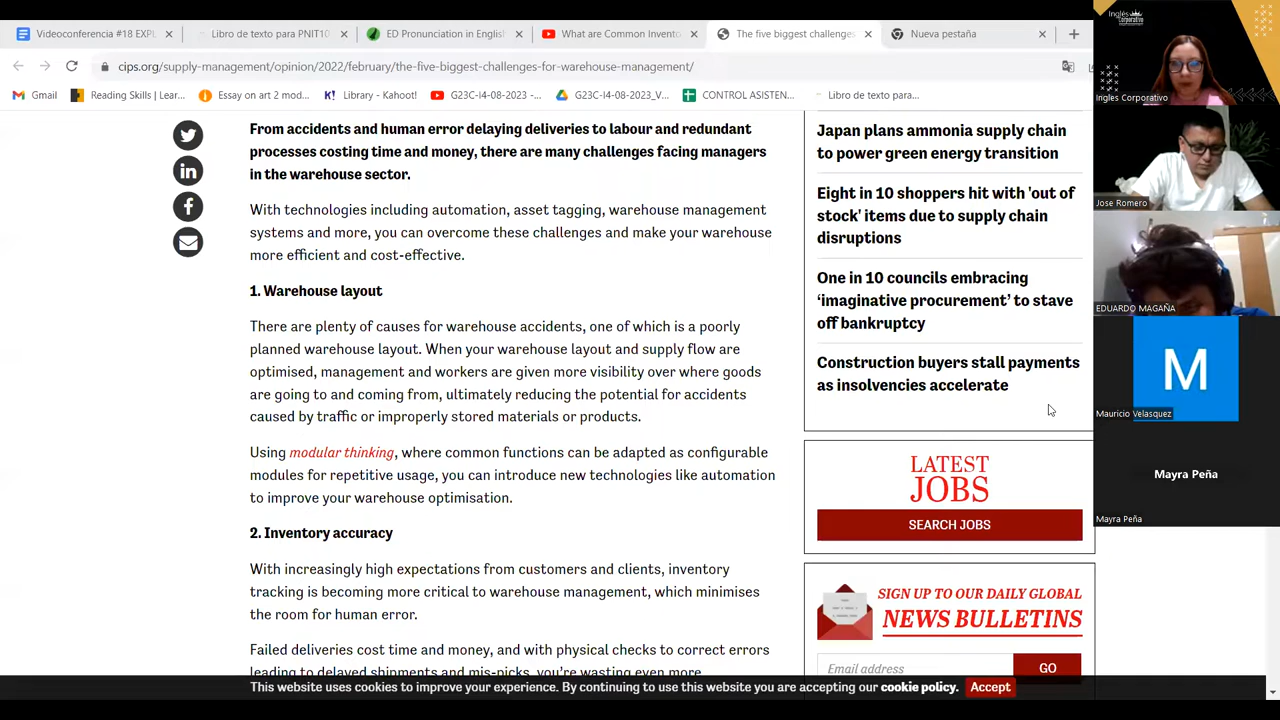 Videoconferencia #18 EXPL
Libro de texto para PNIT10
ED Pronunciation in English
What are Common Invento
The five biggest challenges
Nueva pestaña
cips.org/supply-management/opinion/2022/february/the-five-biggest-challenges-for-warehouse-management/
Gmail
Reading Skills | Lear...
Essay on art 2 mod...
Library - Kar
G23C-I4-08-2023 -...
G23C-I4-08-2023_V...
CONTROL ASISTEN...
Libro de texto para...
From accidents and human error delaying deliveries to labour and redundant
processes costing time and money, there are many challenges facing managers
in the warehouse sector.
With technologies including automation, asset tagging, warehouse management
systems and more, you can overcome these challenges and make your warehouse
more efficient and cost-effective.
1. Warehouse layout
There are plenty of causes for warehouse accidents, one of which is a poorly
planned warehouse layout. When your warehouse layout and supply flow are
optimised, management and workers are given more visibility over where goods
are going to and coming from, ultimately reducing the potential for accidents
caused by traffic or improperly stored materials or products.
Using modular thinking, where common functions can be adapted as configurable
modules for repetitive usage, you can introduce new technologies like automation
to improve your warehouse optimisation.
2. Inventory accuracy
With increasingly high expectations from customers and clients, inventory
tracking is becoming more critical to warehouse management, which minimises
the room for human error.
Failed deliveries cost time and money, and with physical checks to correct errors
leading to delayed shipments and mis-picks, you're wasting even more
Japan plans ammonia supply chain
to power green energy transition
Eight in 10 shoppers hit with 'out of
stock' items due to supply chain
disruptions
One in 10 councils embracing
‘imaginative procurement’ to stave
off bankruptcy
Construction buyers stall payments
as insolvencies accelerate
LATEST
JOBS
SEARCH JOBS
SIGN UP TO OUR DAILY GLOBAL
NEWS BULLETINS
Email address
GO
This website uses cookies to improve your experience. By continuing to use this website you are accepting our cookie policy.
Accept
Inglés
Corporativo
Ingles Corporativo
Jose Romero
EDUARDO MAGAÑA
M
Mauricio Velasquez
Mayra Peña
Mayra Peña